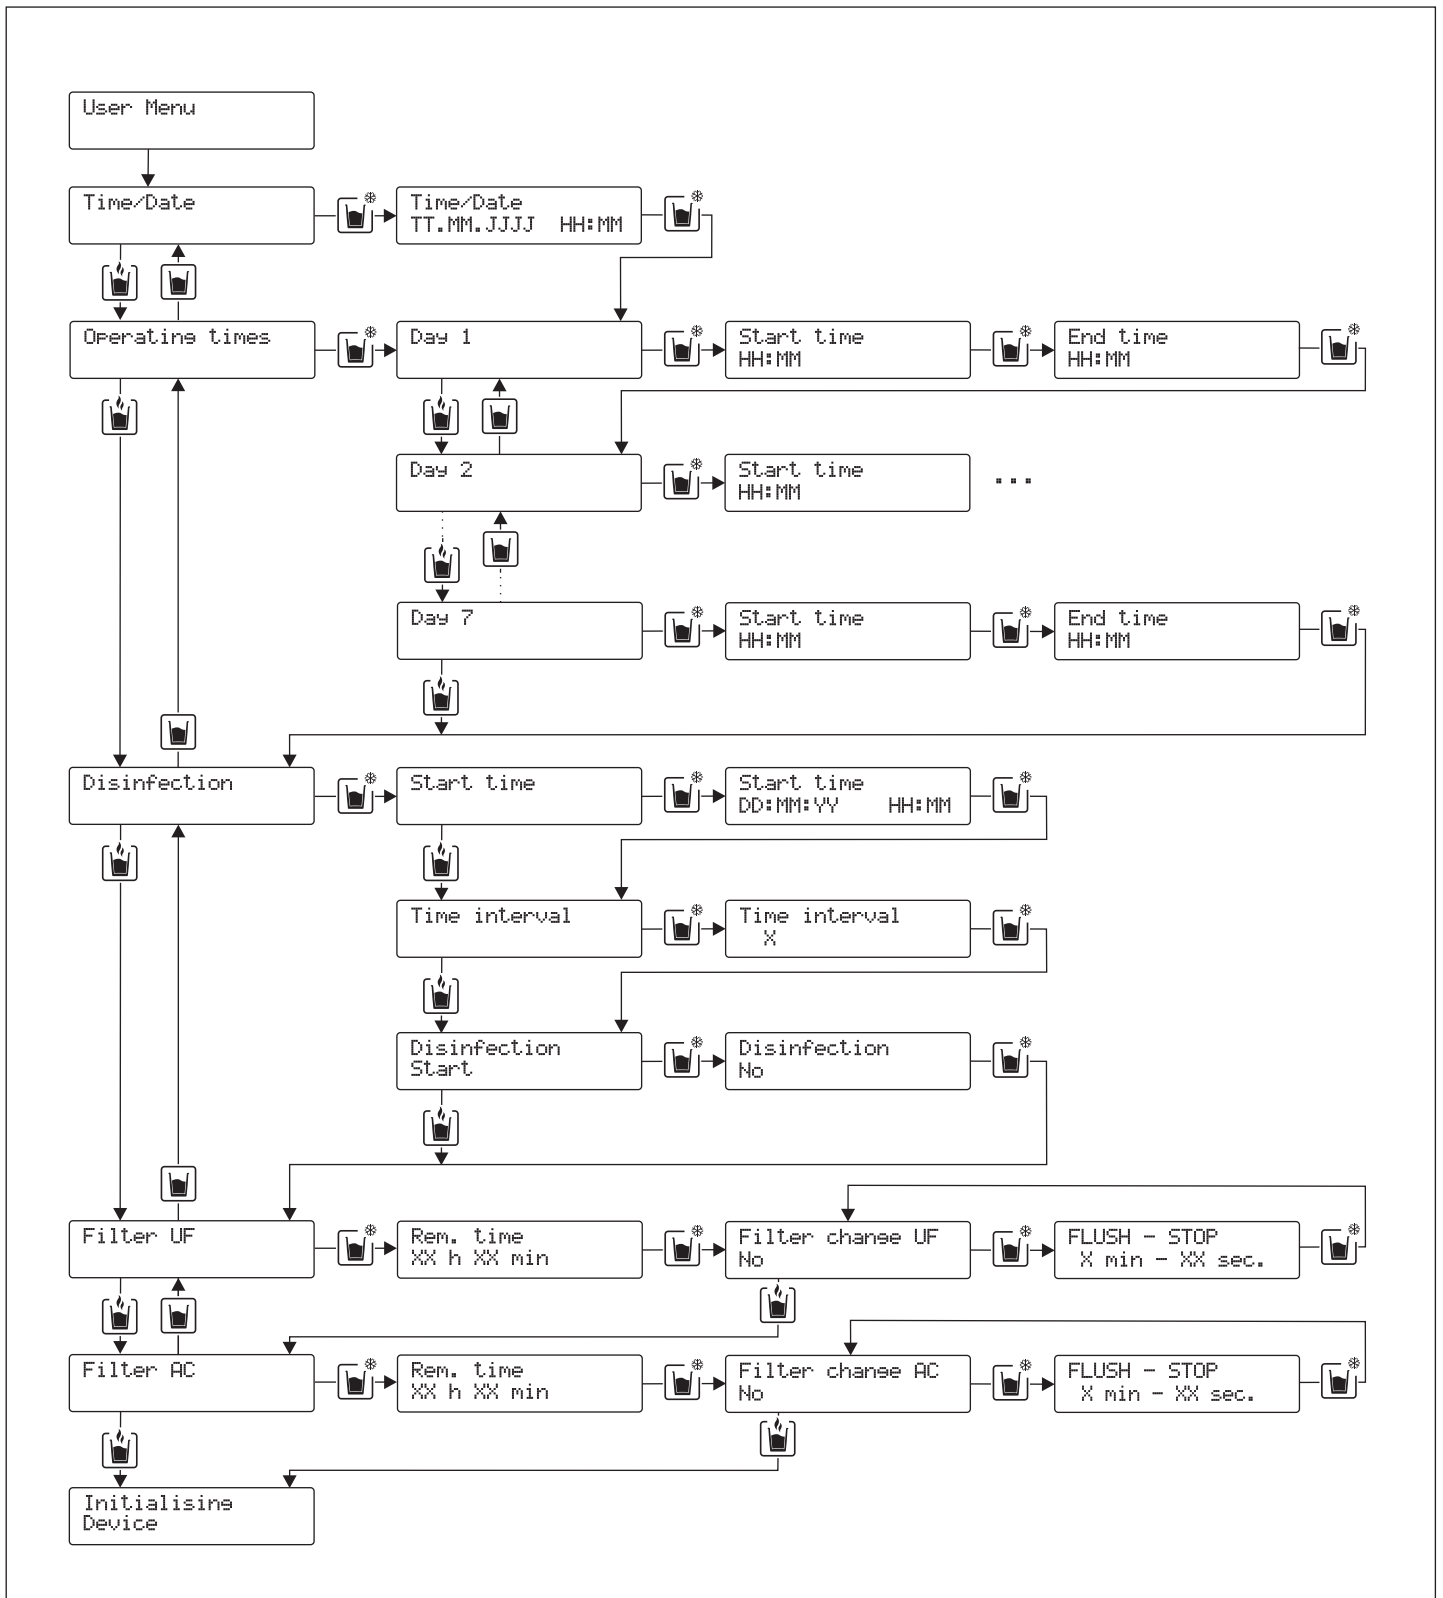 User Menu
Time/Date
Time/Date
TT.MM.JJJJ HH:MM
Operating times
Day 1
Start time
HH:MM
End time
HH:MM
Day 2
Start time
HH:MM
...
Day 7
Start time
HH:MM
End time
HH:MM
Disinfection
Start time
Start time
DD:MM:YY HH:MM
Time interval
Time interval
X
Disinfection
Start
Disinfection
No
Filter UF
Rem. time
XX h XX min
Filter change UF
No
FLUSH - STOP
X min - XX sec.
Filter AC
Rem. time
XX h XX min
Filter change AC
No
FLUSH - STOP
X min - XX sec.
Initialising
Device